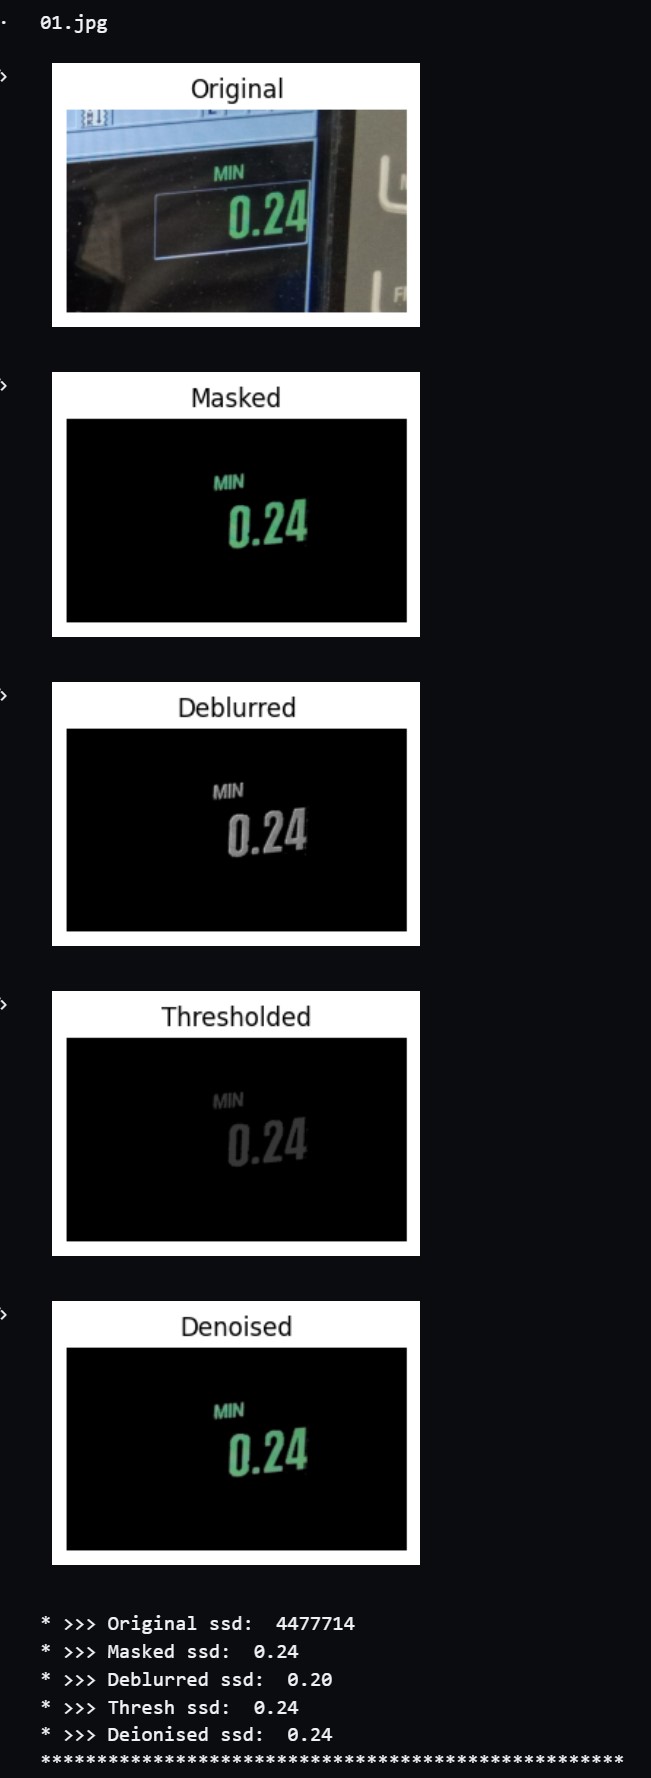 01.jpg
Original
MIN
0.24
Masked
MIN
0.24
Deblurred
MIN
0.24
Thresholded
MIN
0.24
Denoised
MIN
0.24
* >>> Original ssd:  4477714
* >>> Masked ssd:  0.24
* >>> Deblurred ssd:  0.20
* >>> Thresh ssd:  0.24
* >>> Deionised ssd:  0.24
****************************************************